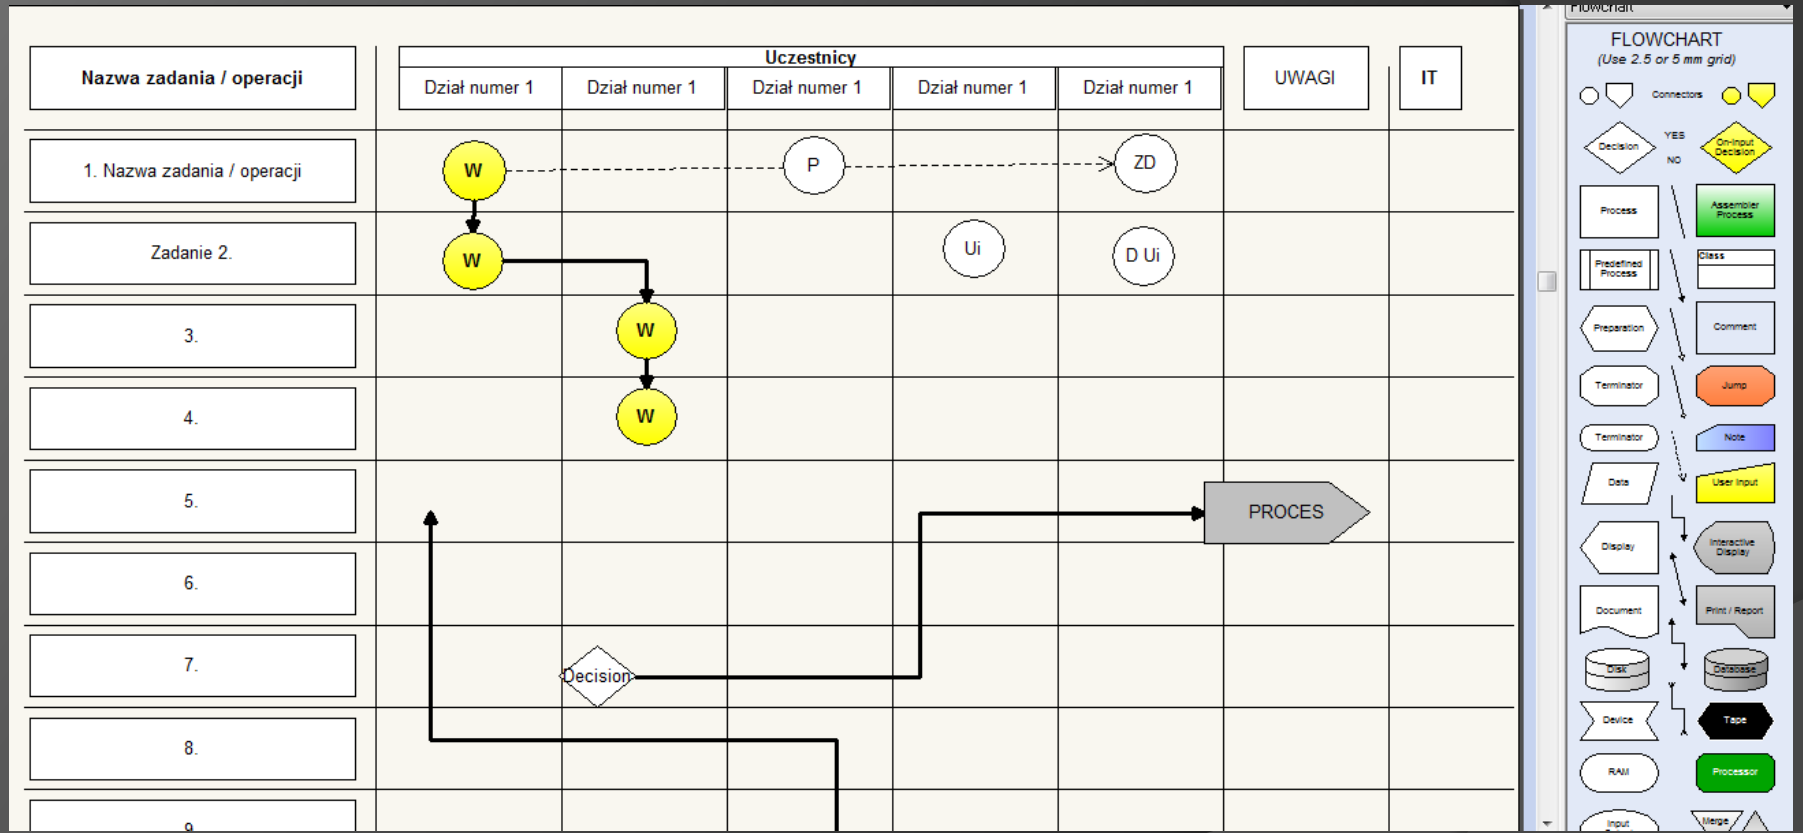 Uczestnicy
Nazwa zadania / operacji
Dział numer 1
Dział numer 1
Dział numer 1
Dział numer 1
Dział numer 1
UWAGI
IT
1. Nazwa zadania / operacji
W
P
ZD
Zadanie 2.
W
Ui
D Ui
3.
W
4.
W
5.
PROCES
6.
7.
Decision
8.
9.
Flowchart
FLOWCHART
(Use 2.5 or 5 mm grid)
Connectors
Decision
YES
NO
On-Input
Decision
Process
Assembler
Process
Predefined
Process
Class
Preparation
Comment
Terminator
Jump
Terminator
Note
Data
User Input
Display
Interactive
Display
Document
Print / Report
Disk
Database
Device
Tape
RAM
Processor
Input
Merge